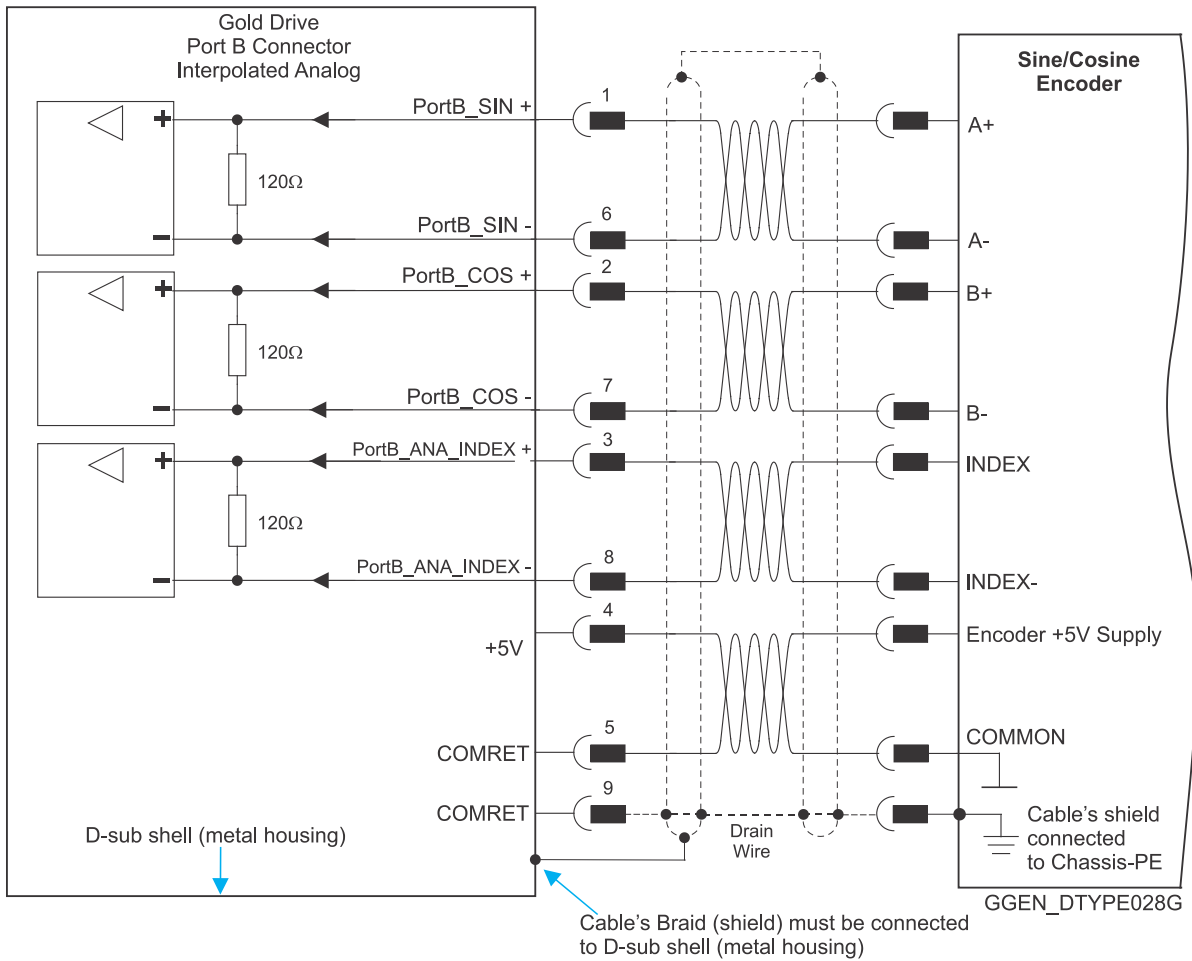 Gold Drive
Port B Connector
Interpolated Analog
Sine/Cosine
Encoder
PortB_SIN +
1
A+
+
120Ω
PortB_SIN -
6
A-
-
PortB_COS +
2
B+
+
120Ω
PortB_COS -
7
B-
-
PortB_ANA_INDEX +
3
INDEX
+
120Ω
PortB_ANA_INDEX -
8
INDEX-
-
4
+5V
Encoder +5V Supply
5
COMRET
COMMON
9
COMRET
Drain
Wire
Cable's shield
connected
to Chassis-PE
D-sub shell (metal housing)
GGEN_DTYPE028G
Cable's Braid (shield) must be connected
to D-sub shell (metal housing)